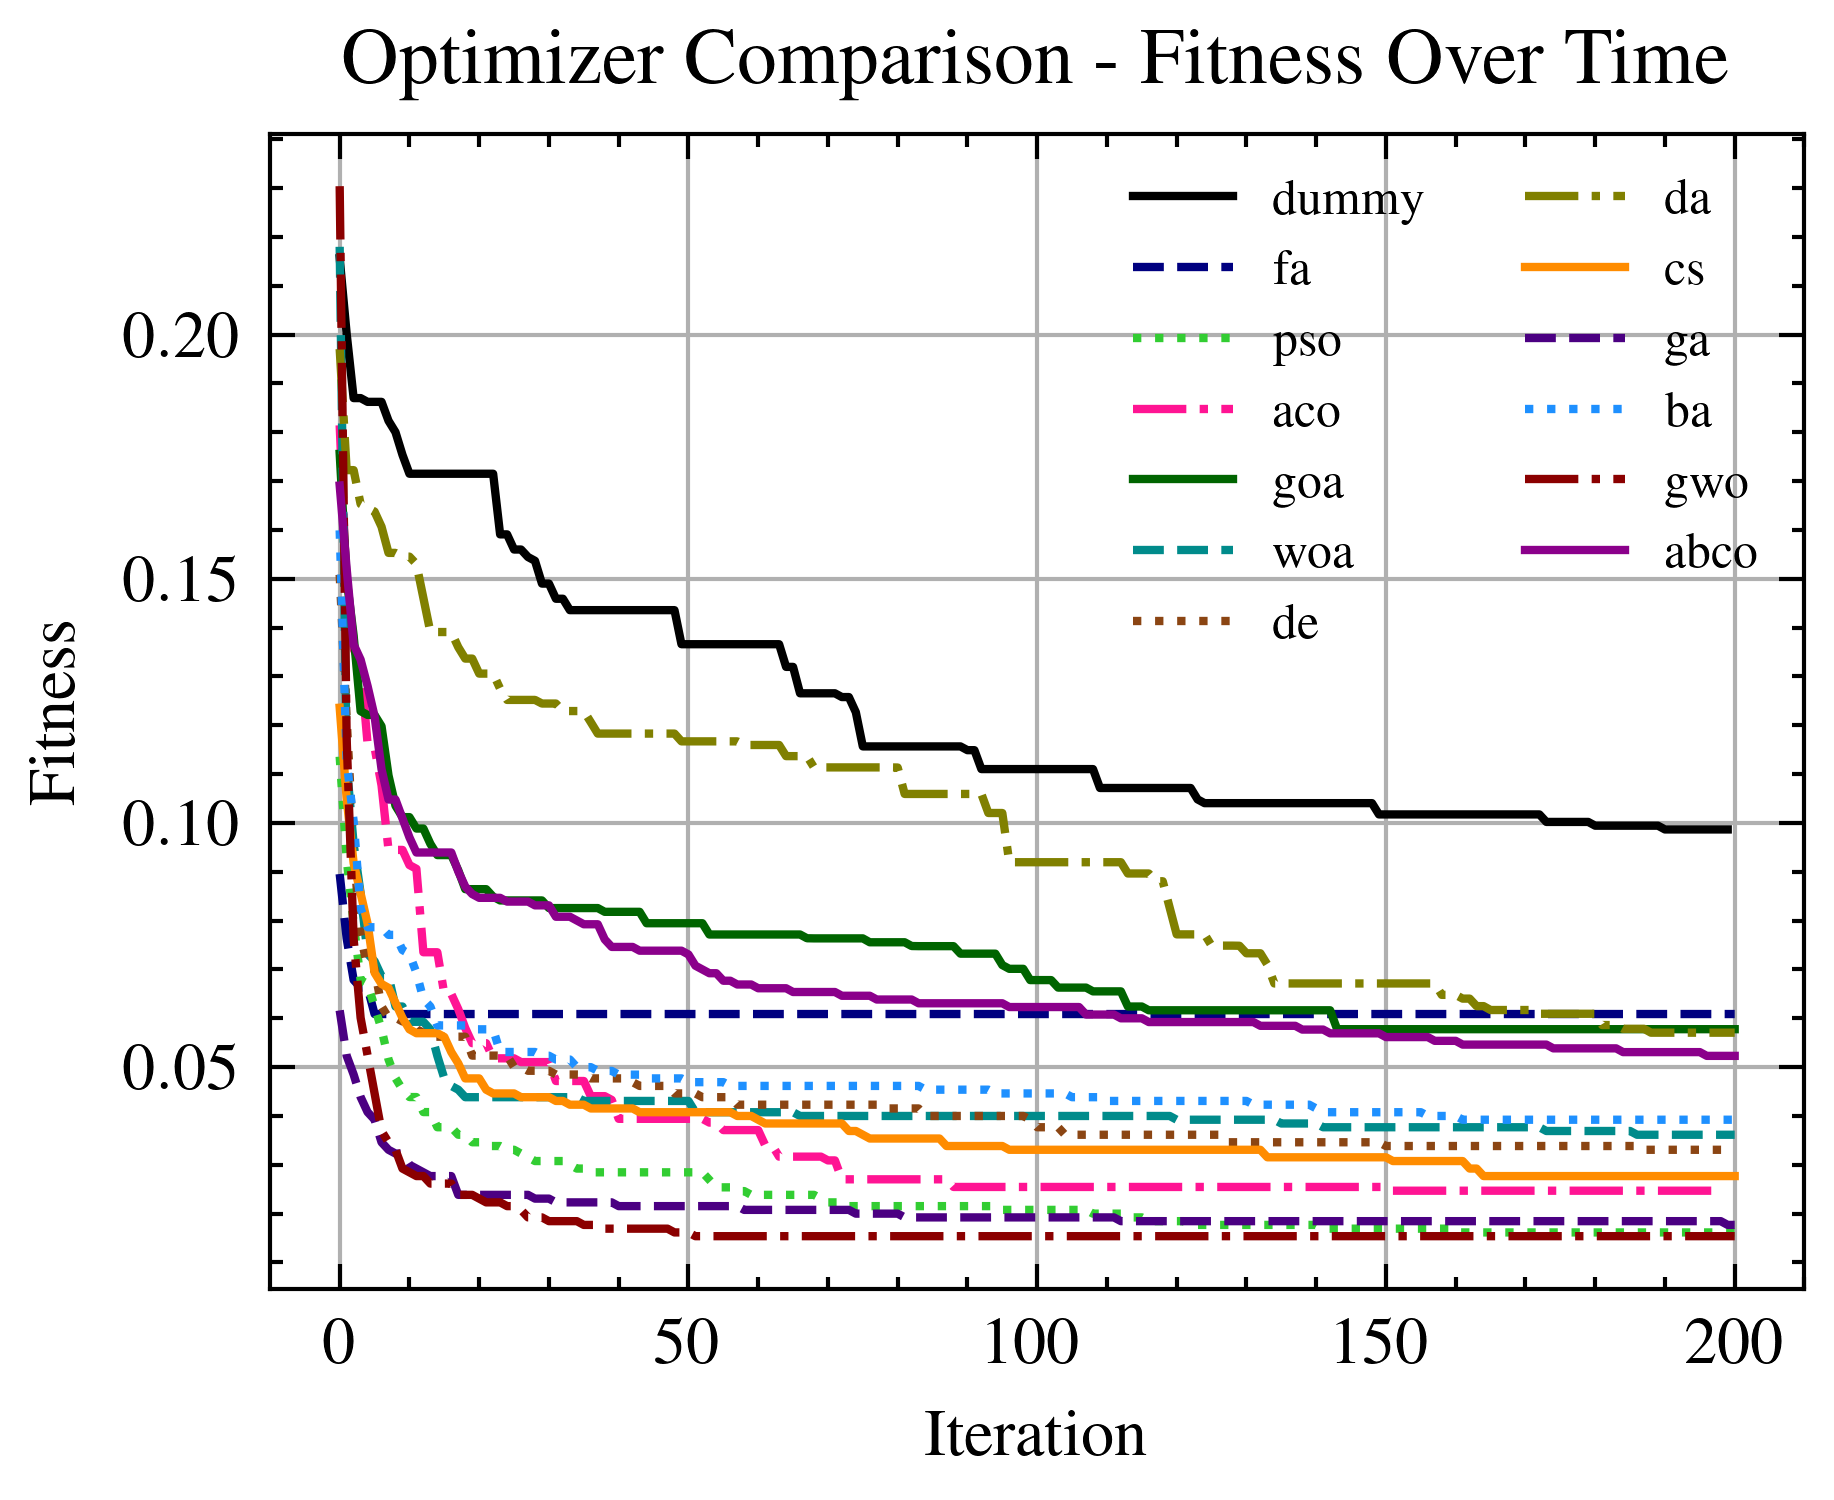 Optimizer Comparison - Fitness Over Time
Fitness
0.20
0.15
0.10
0.05
dummy
fa
pso
aco
goa
woa
de
da
cs
ga
ba
gwo
abco
0 50 100 150 200
Iteration